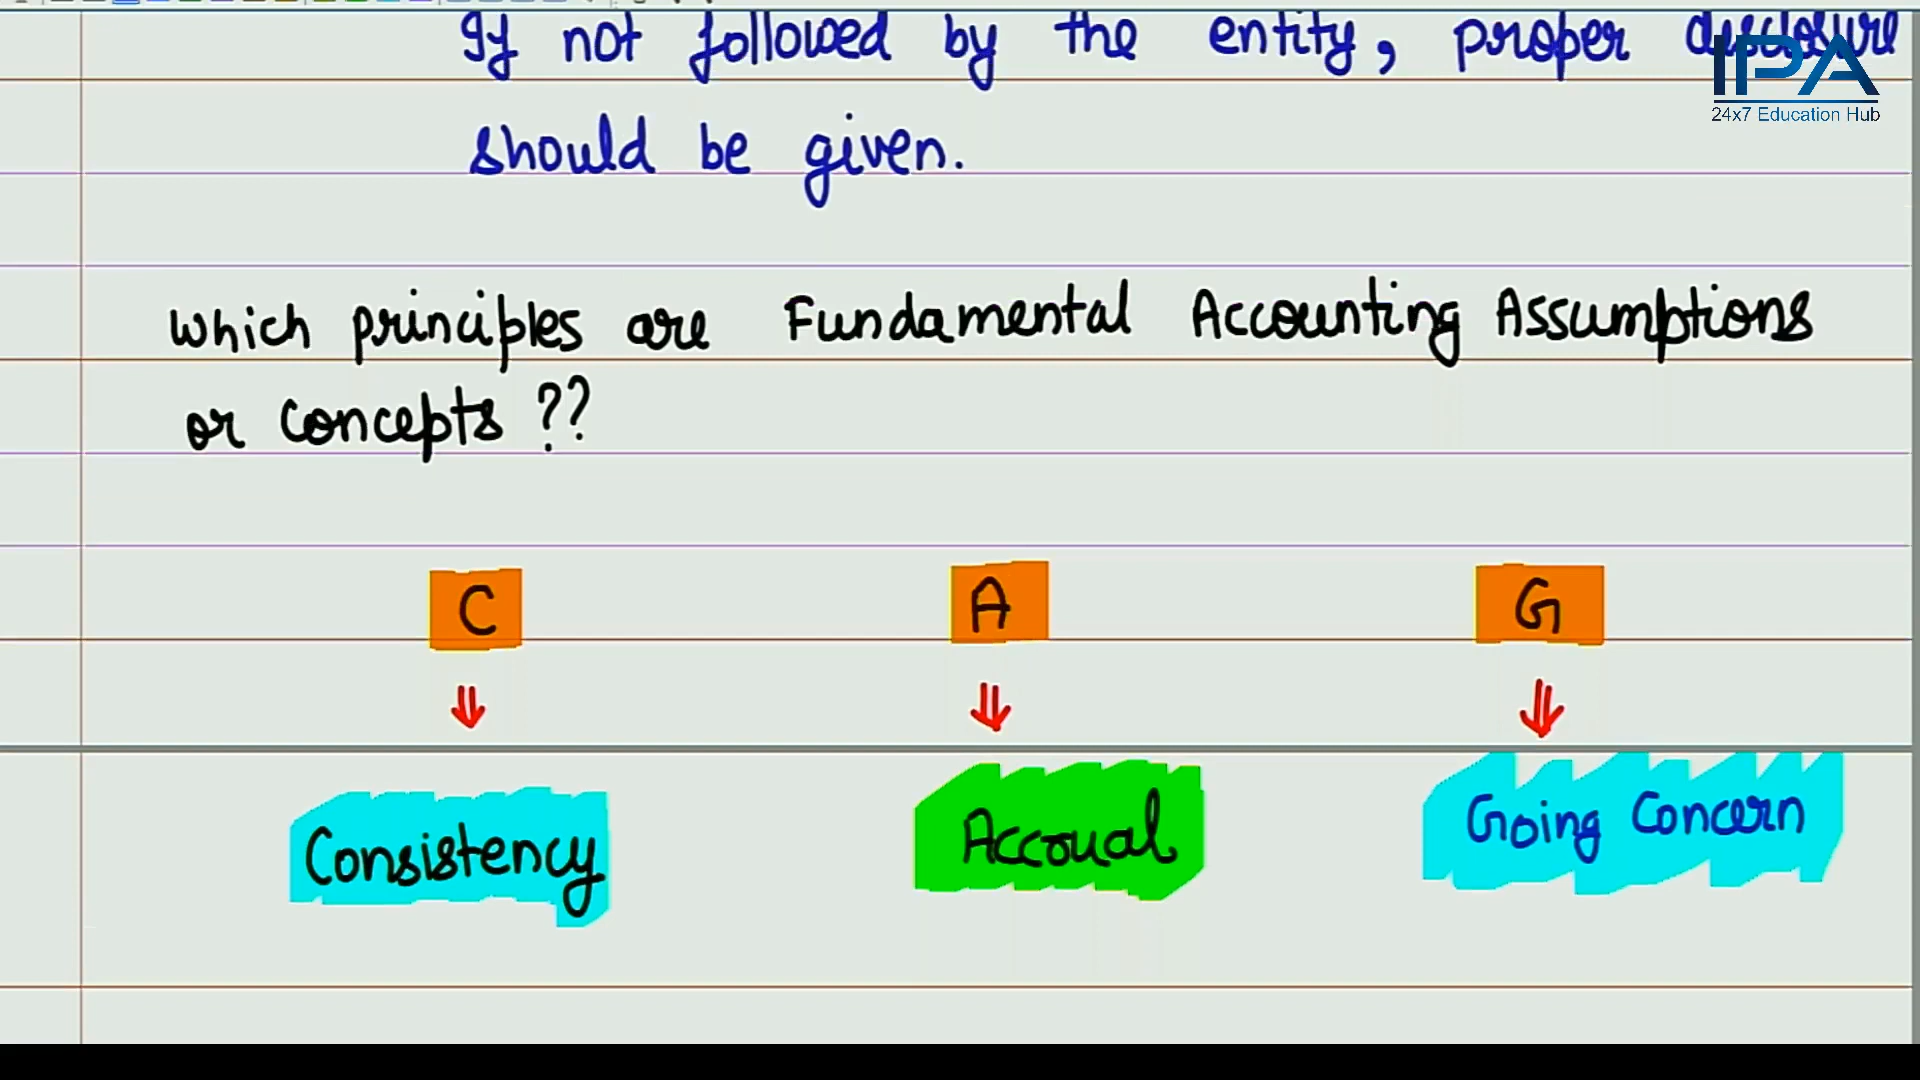 If not followed by the entity, proper disclosure
IPA
24x7 Education Hub
should be given.
Which principles are Fundamental Accounting Assumptions
or concepts ??
C A G
Consistency Accrual Going Concern